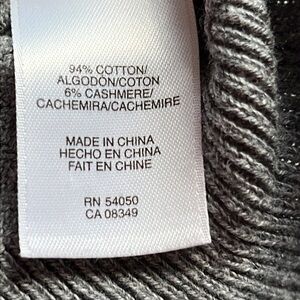 94% COTTON/
ALGODÓN/COTON
6% CASHMERE/
CACHEMIRA/CACHEMIRE
MADE IN CHINA
HECHO EN CHINA
FAIT EN CHINE
RN 54050
CA 08349